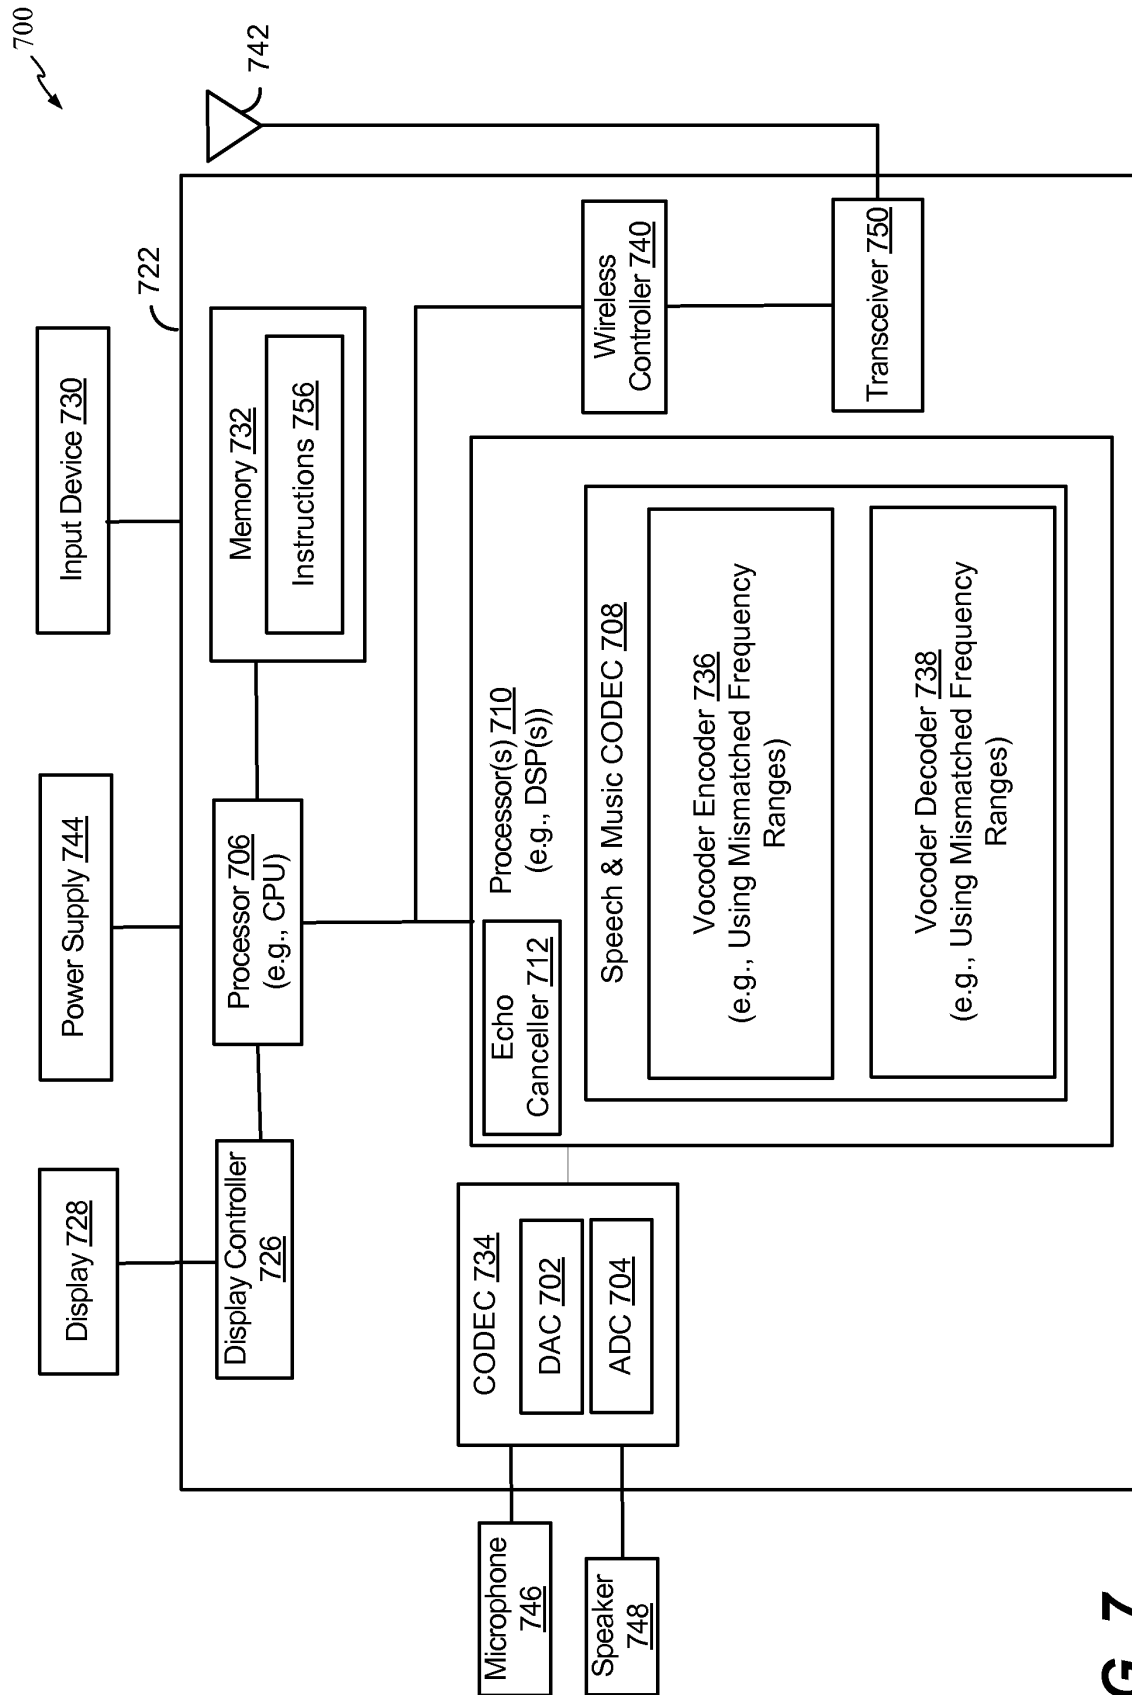 700
742
722
Display 728
Power Supply 744
Input Device 730
Display Controller
726
Processor 706
(e.g., CPU)
Memory 732
Instructions 756
Microphone
746
Speaker
748
CODEC 734
DAC 702
ADC 704
Echo
Canceller 712
Processor(s) 710
(e.g., DSP(s))
Speech & Music CODEC 708
Vocoder Encoder 736
(e.g., Using Mismatched Frequency
Ranges)
Vocoder Decoder 738
(e.g., Using Mismatched Frequency
Ranges)
Wireless
Controller 740
Transceiver 750
G 7